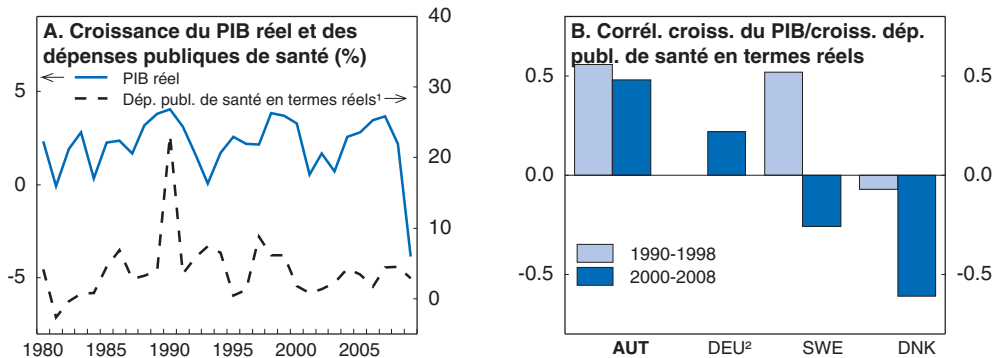 A. Croissance du PIB réel et des
dépenses publiques de santé (%)
← PIB réel
Dép. publ. de santé en termes réels¹ →
40
30
20
10
0
5
0
-5
1980 1985 1990 1995 2000 2005
B. Corrél. croiss. du PIB/croiss. dép.
publ. de santé en termes réels
0.5
0.0
-0.5
0.5
0.0
-0.5
1990-1998
2000-2008
AUT DEU² SWE DNK